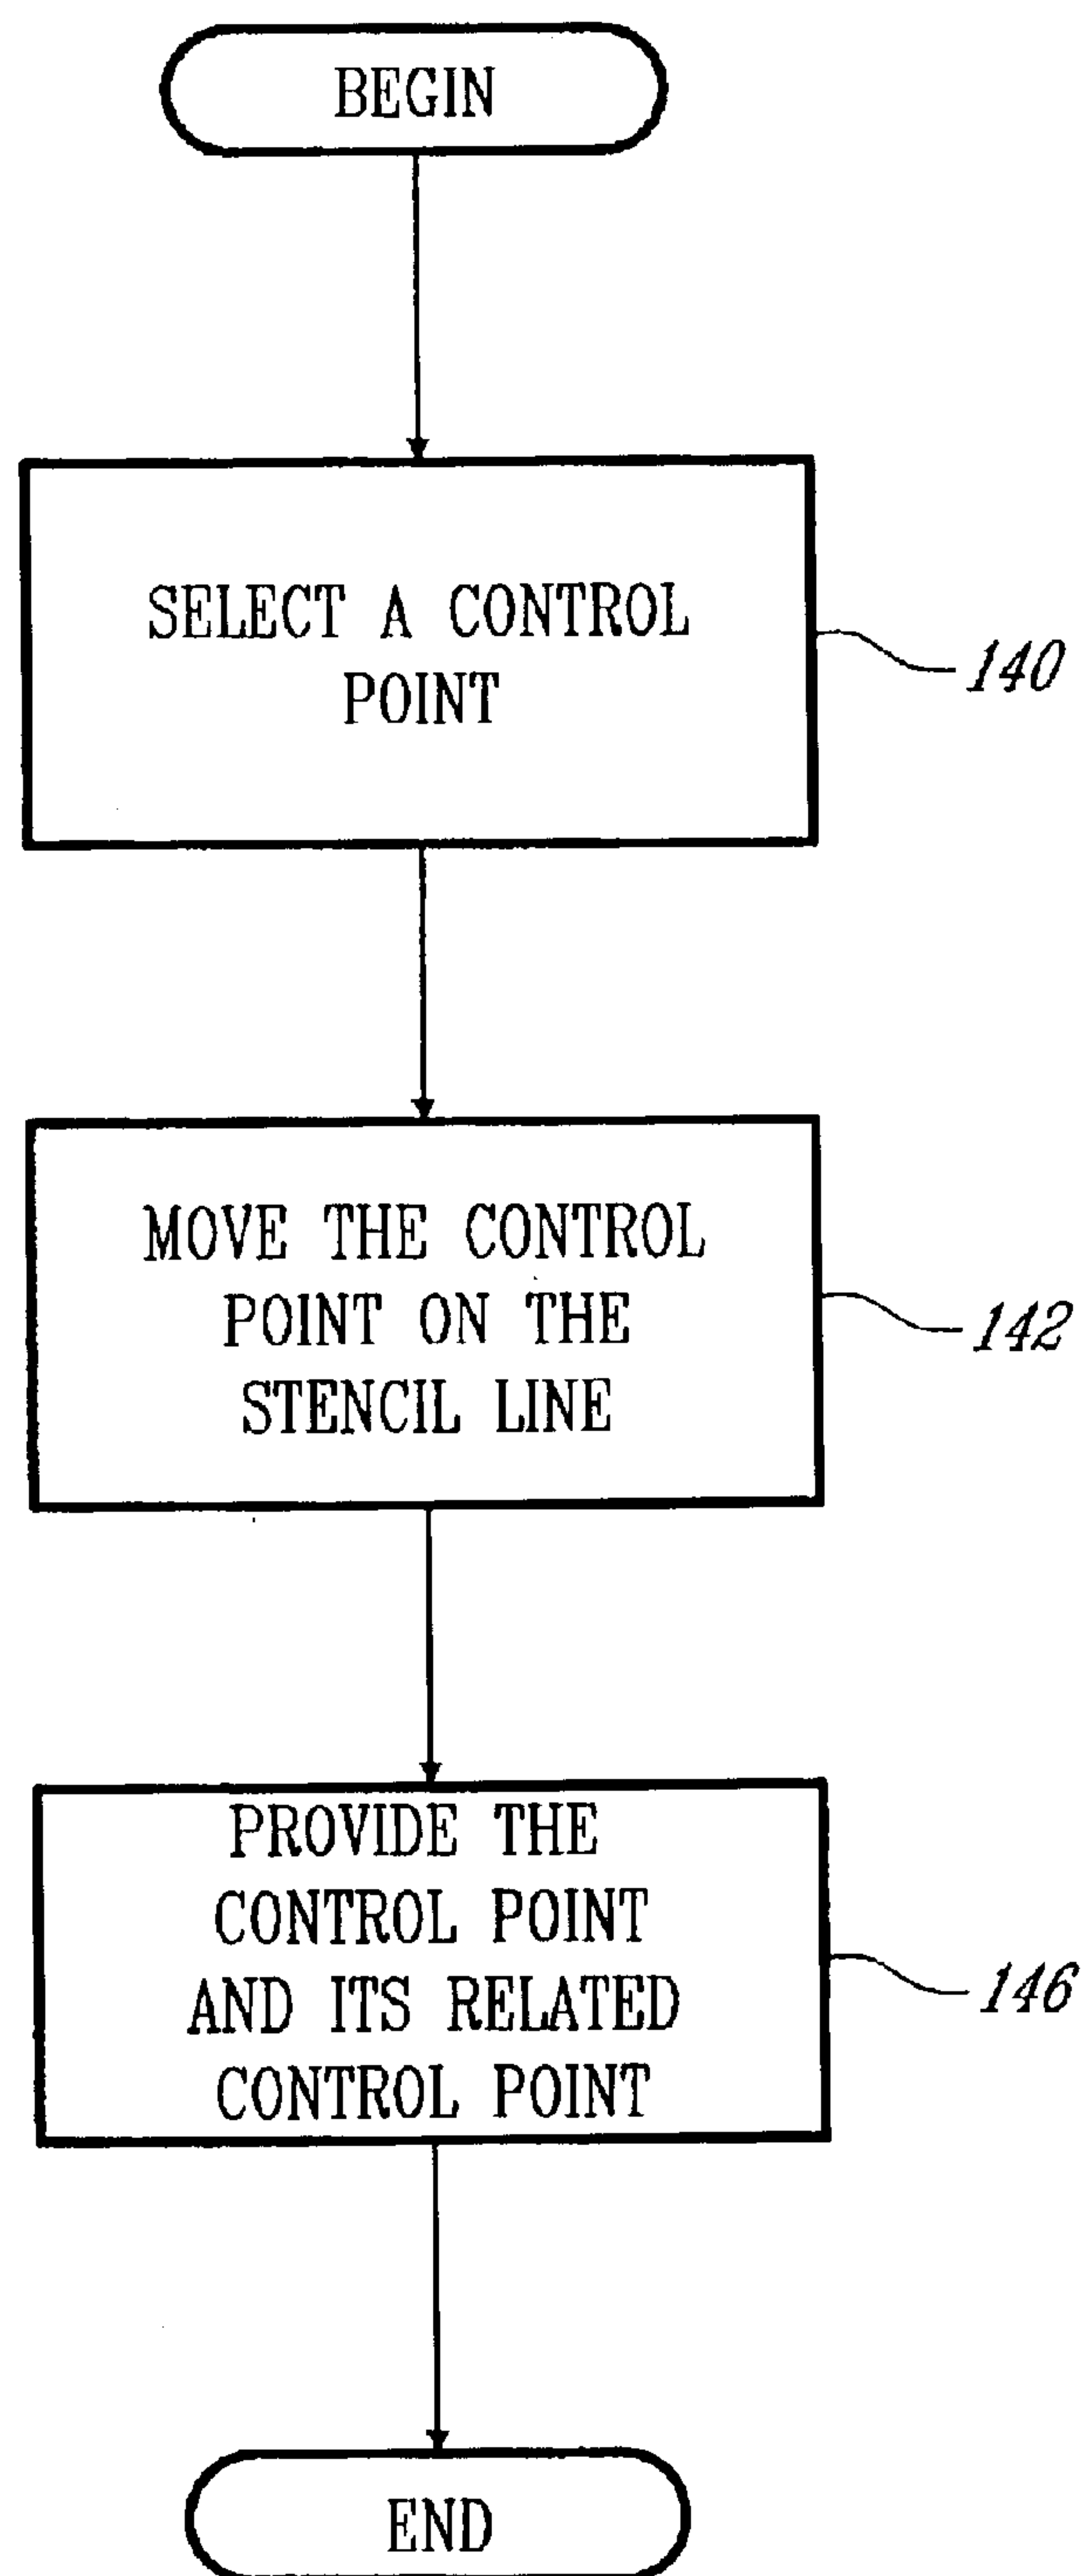 BEGIN
SELECT A CONTROL
POINT
140
MOVE THE CONTROL
POINT ON THE
STENCIL LINE
142
PROVIDE THE
CONTROL POINT
AND ITS RELATED
CONTROL POINT
146
END